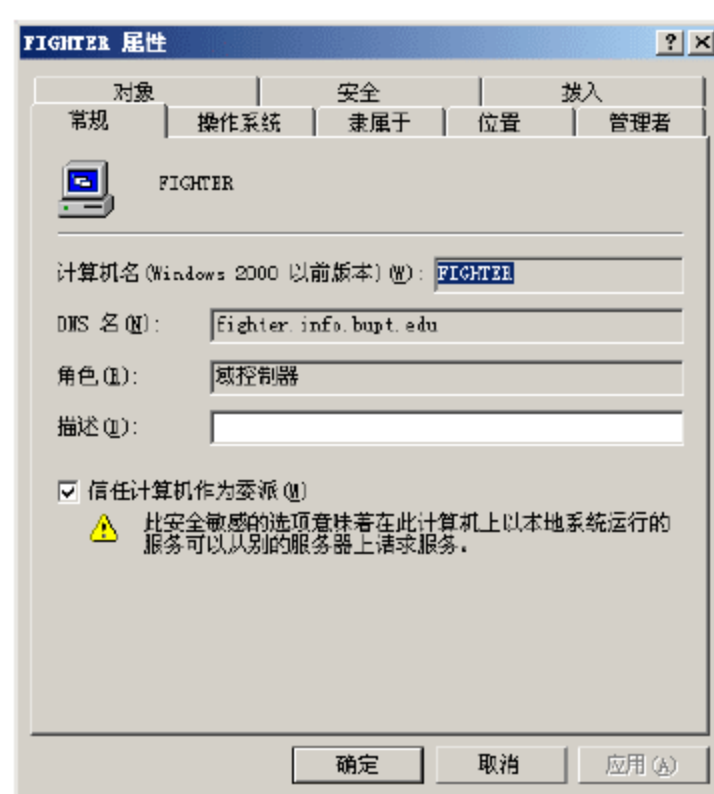 FIGHTER 属性
对象 安全 拨入
常规 操作系统 隶属于 位置 管理者
FIGHTER
计算机名(Windows 2000 以前版本)(W): FIGHTER
DNS 名(N): fighter.info.bupt.edu
角色(R): 域控制器
描述(D):
信任计算机作为委派(M)
此安全敏感的选项意味着在此计算机上以本地系统运行的
服务可以从别的服务器上请求服务。
确定 取消 应用(A)